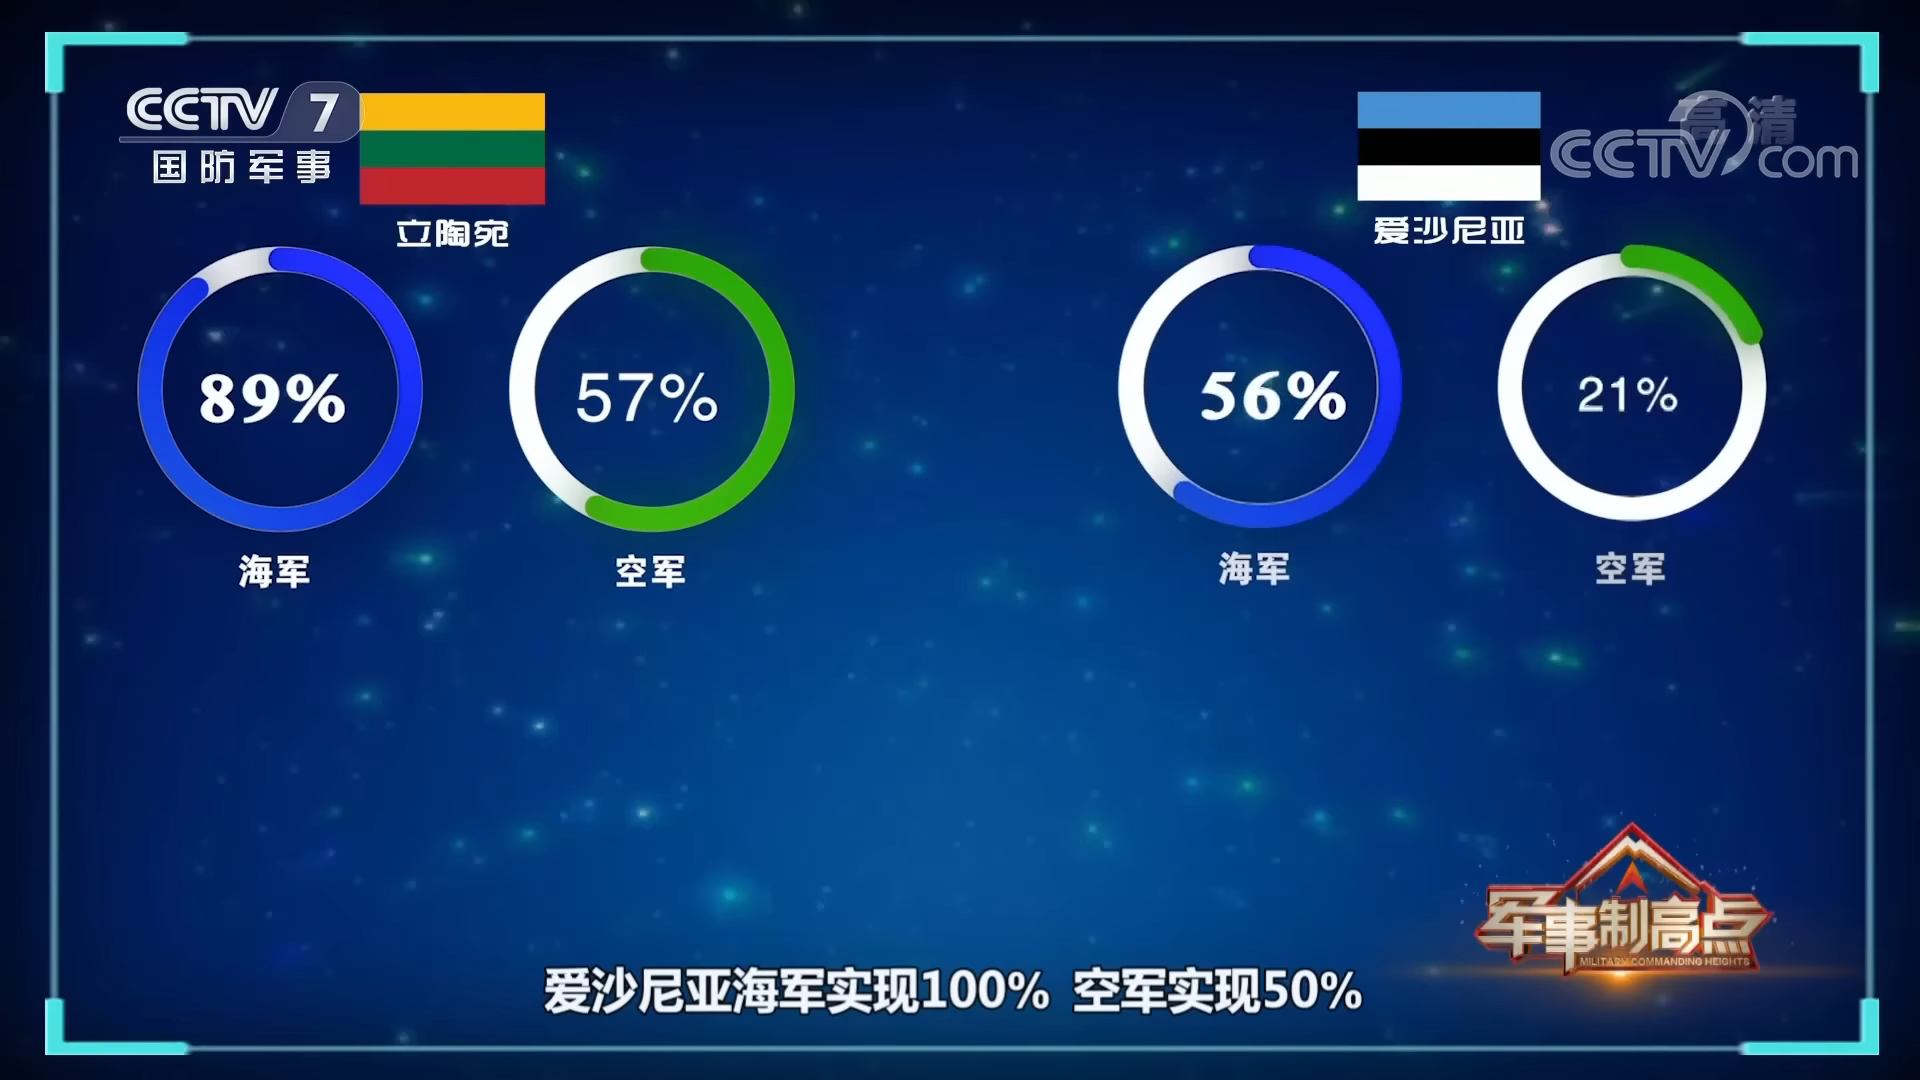 CCTV 7
国防军事
高清
CCTV.com
立陶宛
爱沙尼亚
89%
57%
56%
21%
海军
空军
海军
空军
军事制高点
MILITARY COMMANDING HEIGHTS
爱沙尼亚海军实现100% 空军实现50%